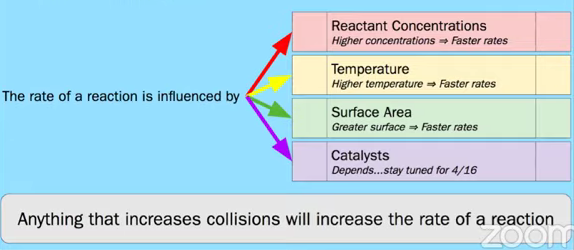 Reactant Concentrations
Higher concentrations ⇒ Faster rates
Temperature
Higher temperature ⇒ Faster rates
The rate of a reaction is influenced by
Surface Area
Greater surface ⇒ Faster rates
Catalysts
Depends...stay tuned for 4/16
Anything that increases collisions will increase the rate of a reaction
zoom